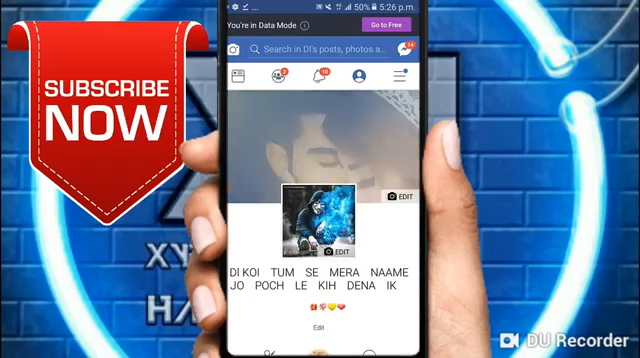 ... 50% 5:26 p.m.
You're in Data Mode Go to Free
Search in Di's posts, photos a... 14
2 10
SUBSCRIBE
NOW
EDIT
EDIT
DI KOI TUM SE MERA NAAME
JO POCH LE KIH DENA IK
Edit
XY
HA
DU Recorder